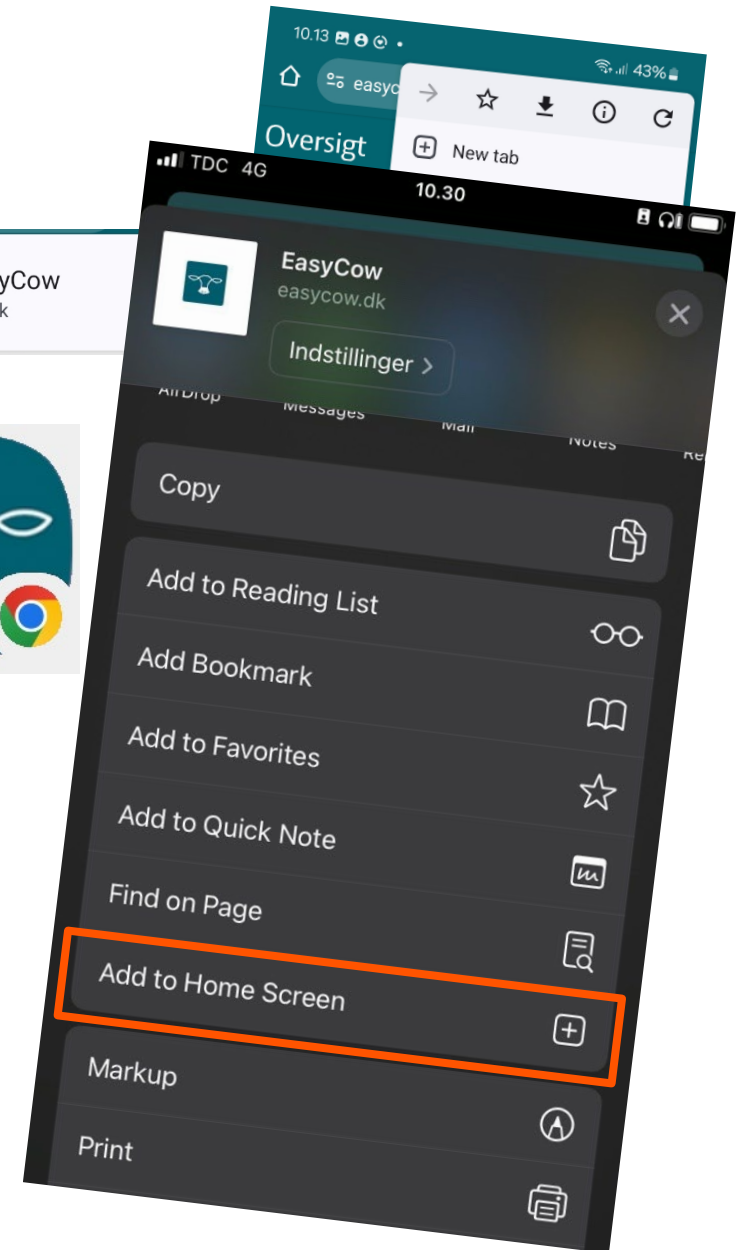 10.13
43%
easyc
Oversigt
New tab
TDC 4G
10.30
yCow
k
EasyCow
easycow.dk
Indstillinger
AirDrop
Messages
Mail
Notes
Re
Copy
Add to Reading List
Add Bookmark
Add to Favorites
Add to Quick Note
Find on Page
Add to Home Screen
Markup
Print